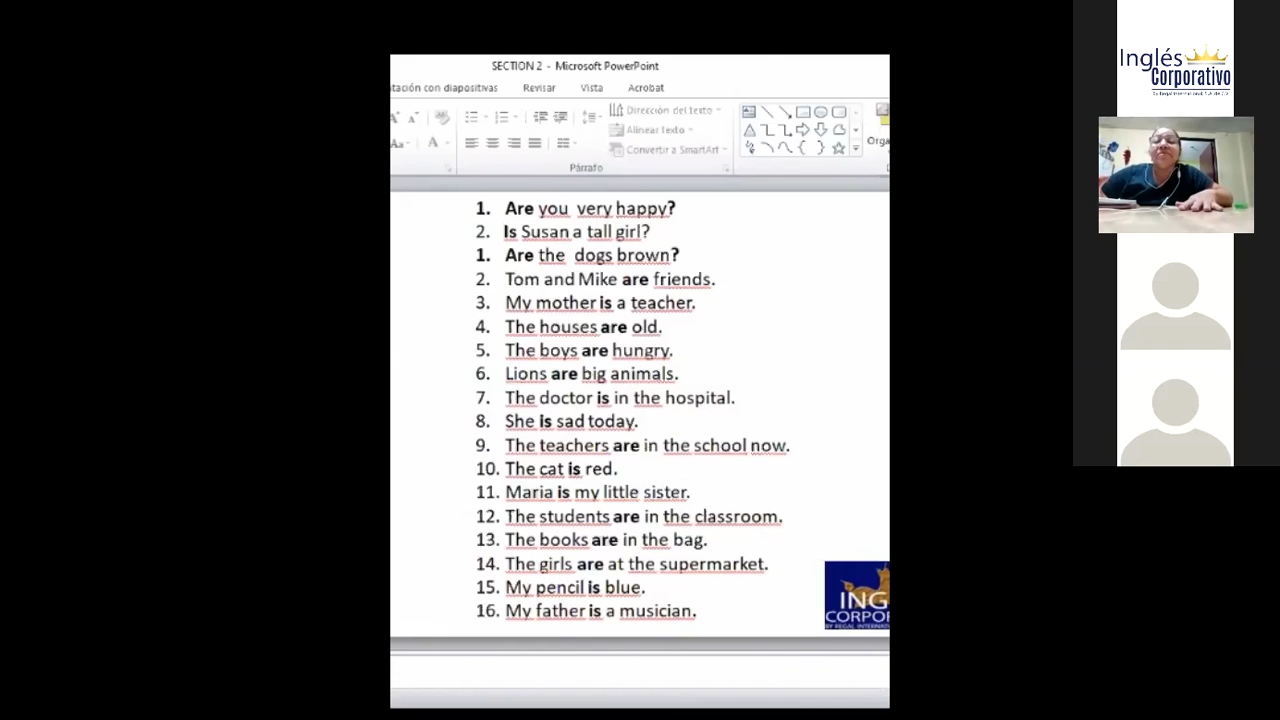 SECTION 2 - Microsoft PowerPoint
tación con diapositivas Revisar Vista Acrobat
Dirección del texto
Aa A Alinear texto
Orga
Convertir a SmartArt
Párrafo
1. Are you very happy?
2. Is Susan a tall girl?
1. Are the dogs brown?
2. Tom and Mike are friends.
3. My mother is a teacher.
4. The houses are old.
5. The boys are hungry.
6. Lions are big animals.
7. The doctor is in the hospital.
8. She is sad today.
9. The teachers are in the school now.
10. The cat is red.
11. Maria is my little sister.
12. The students are in the classroom.
13. The books are in the bag.
14. The girls are at the supermarket.
15. My pencil is blue.
16. My father is a musician.
ING
CORPO
BY REGAL INTERNATI
Inglés
Corporativo